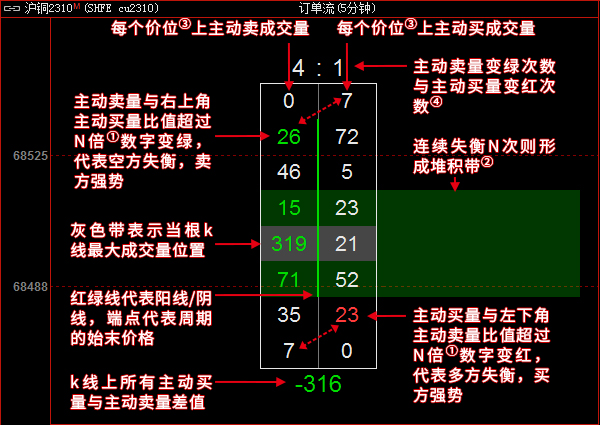 沪铜2310M (SHFE cu2310)
订单流(5分钟)
每个价位③上主动卖成交量
每个价位③上主动买成交量
4 : 1
主动卖量变绿次数
与主动买量变红次
数④
0 7
主动卖量与右上角
主动买量比值超过
N倍①数字变绿，
代表空方失衡，卖
方强势
26 72
连续失衡N次则形
成堆积带②
68525
46 5
15 23
灰色带表示当根k
线最大成交量位置
319 21
71 52
68488
红绿线代表阳线/阴
线，端点代表周期
的始末价格
35 23
主动买量与左下角
主动卖量比值超过
N倍①数字变红，
代表多方失衡，买
方强势
7 0
k线上所有主动买
量与主动卖量差值
-316